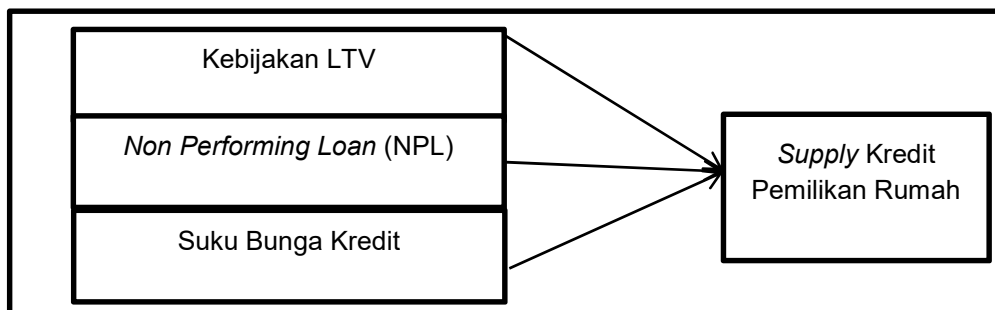 Kebijakan LTV
Non Performing Loan (NPL)
Suku Bunga Kredit
Supply Kredit
Pemilikan Rumah